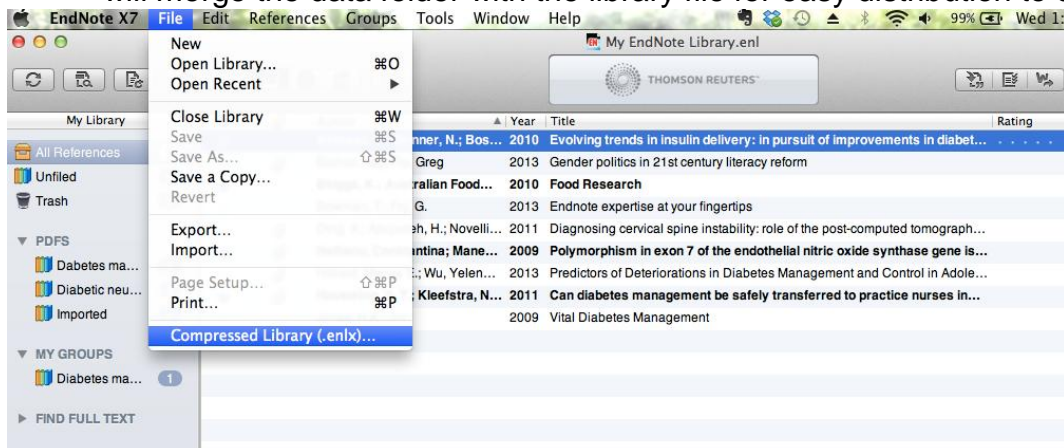 will merge the data folder with the library file for easy distribution to
EndNote X7 File Edit References Groups Tools Window Help 99% Wed 1:
My EndNote Library.enl
THOMSON REUTERS
New
Open Library... ⌘O
Open Recent ▶
Close Library ⌘W
Save ⌘S
Save As... ⇧⌘S
Save a Copy...
Revert
Export...
Import...
Page Setup... ⇧⌘P
Print... ⌘P
Compressed Library (.enlx)...
My Library
All References
Unfiled
Trash
▼ PDFS
Dabetes ma...
Diabetic neu...
Imported
▼ MY GROUPS
Diabetes ma... 1
▶ FIND FULL TEXT
Year Title Rating
nner, N.; Bos... 2010 Evolving trends in insulin delivery: in pursuit of improvements in diabet...
Greg 2013 Gender politics in 21st century literacy reform
ralian Food... 2010 Food Research
G. 2013 Endnote expertise at your fingertips
eh, H.; Novelli... 2011 Diagnosing cervical spine instability: role of the post-computed tomograph...
ntina; Mane... 2009 Polymorphism in exon 7 of the endothelial nitric oxide synthase gene is...
; Wu, Yelen... 2013 Predictors of Deteriorations in Diabetes Management and Control in Adole...
; Kleefstra, N... 2011 Can diabetes management be safely transferred to practice nurses in...
2009 Vital Diabetes Management